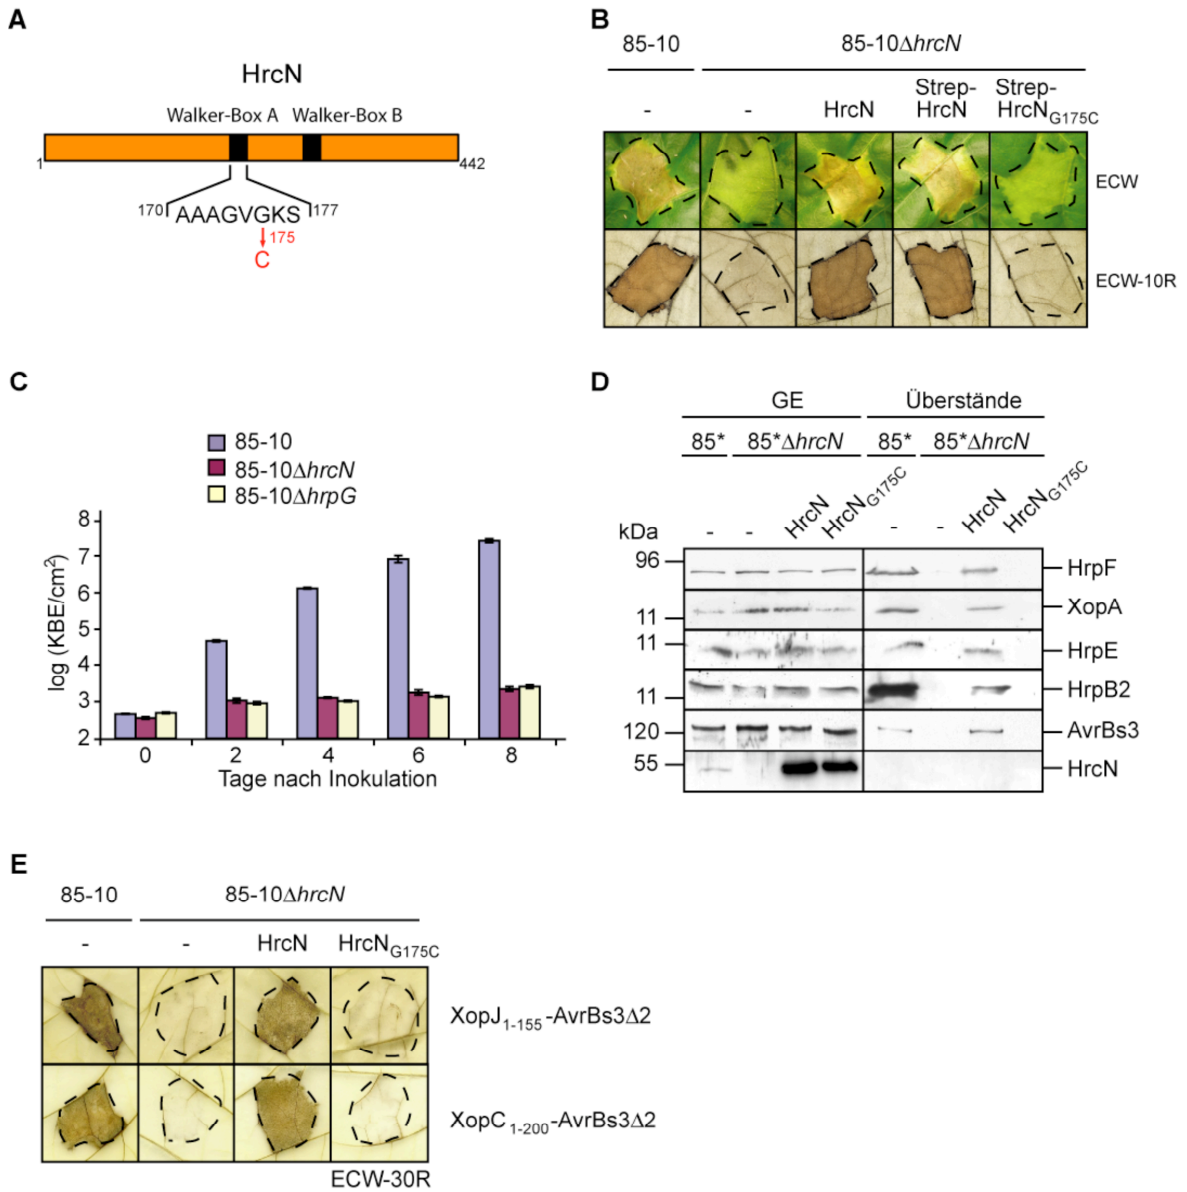 A
HrcN
Walker-Box A Walker-Box B
1 442
170 AAAGVGKS 177
175
C
B
85-10 85-10ΔhrcN
- - HrcN Strep-HrcN Strep-HrcNG175C
ECW
ECW-10R
C
85-10
85-10ΔhrcN
85-10ΔhrpG
log (KBE/cm²)
8
7
6
5
4
3
2
0 2 4 6 8
Tage nach Inokulation
D
GE Überstände
85* 85*ΔhrcN 85* 85*ΔhrcN
kDa - - HrcN HrcNG175C - - HrcN HrcNG175C
96 HrpF
11 XopA
11 HrpE
11 HrpB2
120 AvrBs3
55 HrcN
E
85-10 85-10ΔhrcN
- - HrcN HrcNG175C
XopJ1-155-AvrBs3Δ2
XopC1-200-AvrBs3Δ2
ECW-30R